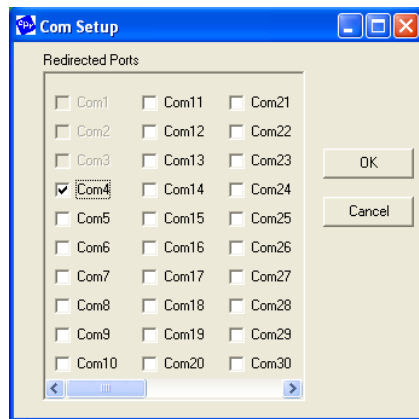 cpr Com Setup
Redirected Ports
Com1 Com11 Com21
Com2 Com12 Com22
Com3 Com13 Com23
Com4 Com14 Com24
Com5 Com15 Com25
Com6 Com16 Com26
Com7 Com17 Com27
Com8 Com18 Com28
Com9 Com19 Com29
Com10 Com20 Com30
OK
Cancel